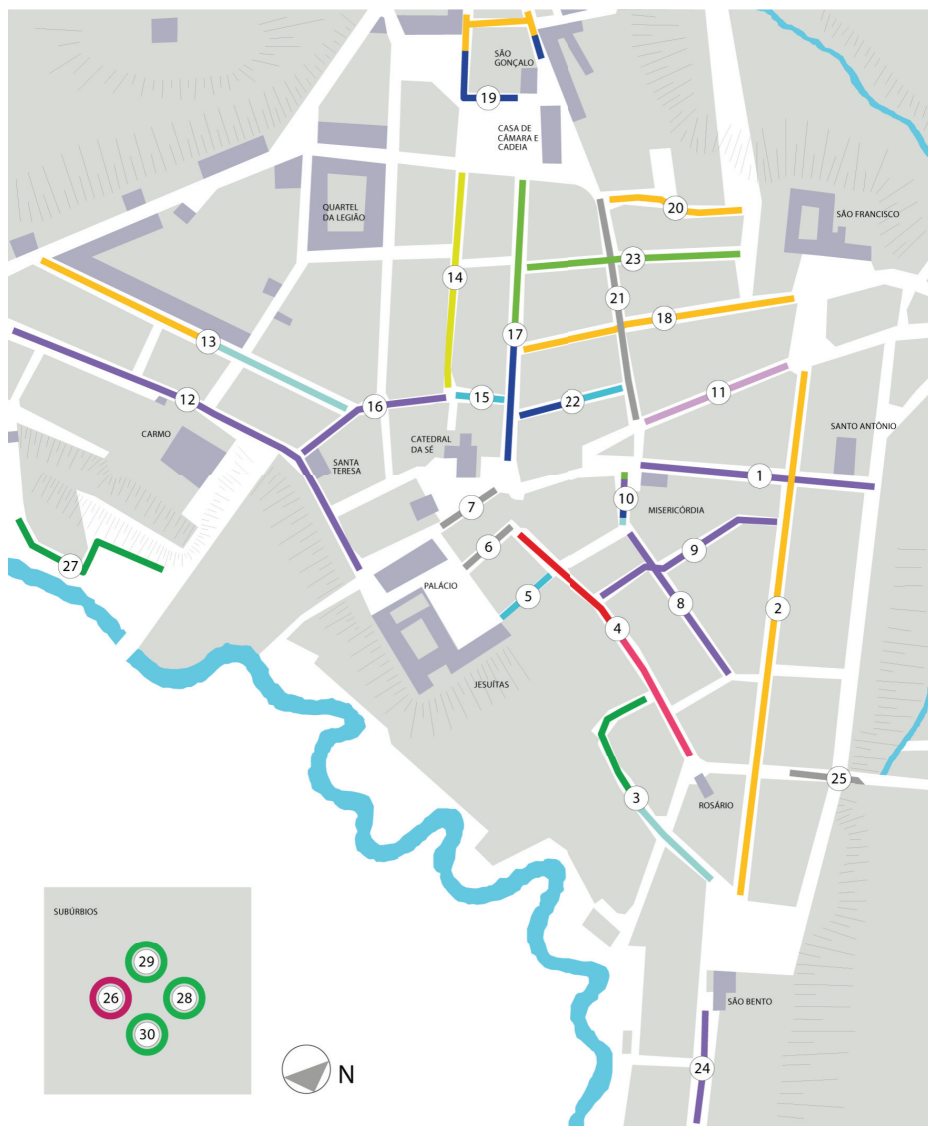 SÃO
GONÇALO
19
CASA DE
CÂMARA E
CADEIA
QUARTEL
DA LEGIÃO
20
SÃO FRANCISCO
23
14
21
18
17
13
12
16
15
22
11
CARMO
SANTA
TERESA
CATEDRAL
DA SÉ
SANTO ANTÔNIO
1
10
MISERICÓRDIA
7
6
9
27
PALÁCIO
5
8
2
4
JESUÍTAS
25
3
ROSÁRIO
SUBÚRBIOS
29
26
28
30
SÃO BENTO
N
24